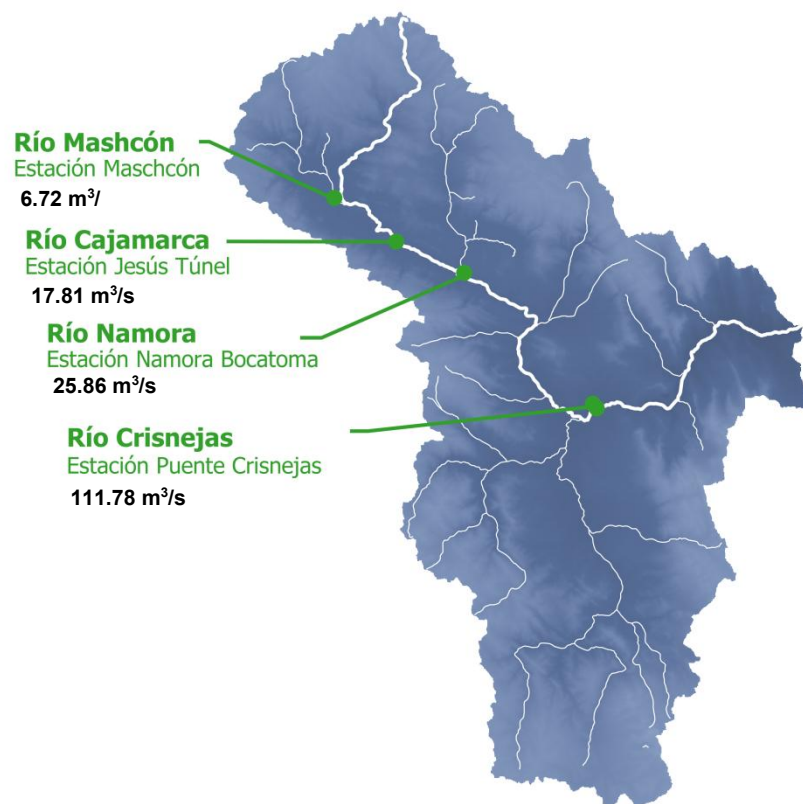 Río Mashcón
Estación Maschcón
6.72 m³/
Río Cajamarca
Estación Jesús Túnel
17.81 m³/s
Río Namora
Estación Namora Bocatoma
25.86 m³/s
Río Crisnejas
Estación Puente Crisnejas
111.78 m³/s